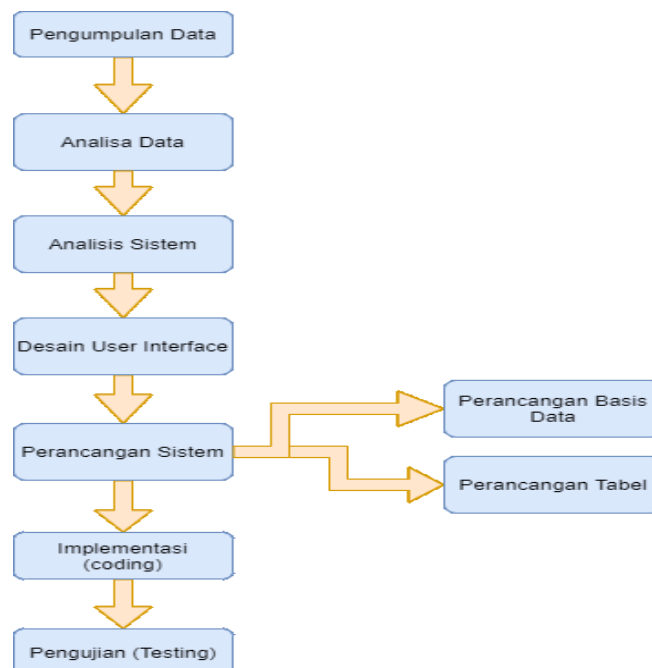 Pengumpulan Data
Analisa Data
Analisis Sistem
Desain User Interface
Perancangan Sistem
Perancangan Basis
Data
Perancangan Tabel
Implementasi
(coding)
Pengujian (Testing)